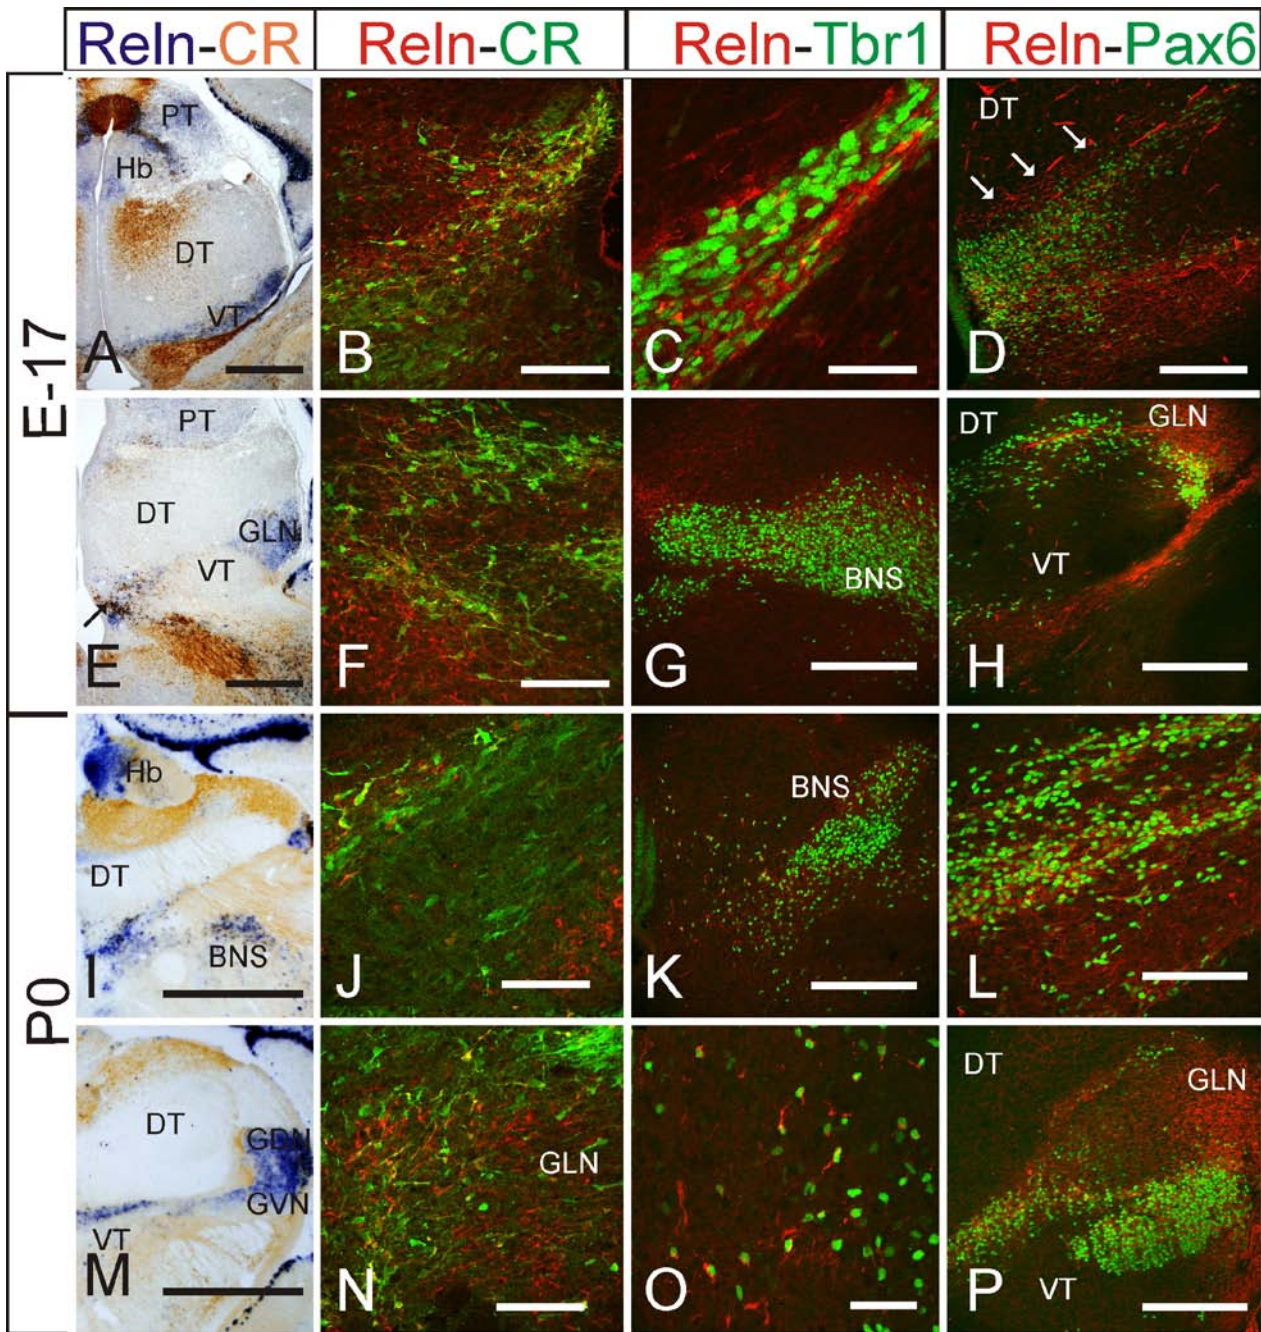 Reln-CR Reln-CR Reln-Tbr1 Reln-Pax6
E-17
PT
Hb
DT
VT
A
B
C
DT
D
PT
DT
GLN
VT
E
F
BNS
G
DT
GLN
VT
H
P0
Hb
DT
BNS
I
J
BNS
K
L
DT
GDN
GVN
VT
M
GLN
N
O
DT
GLN
VT
P